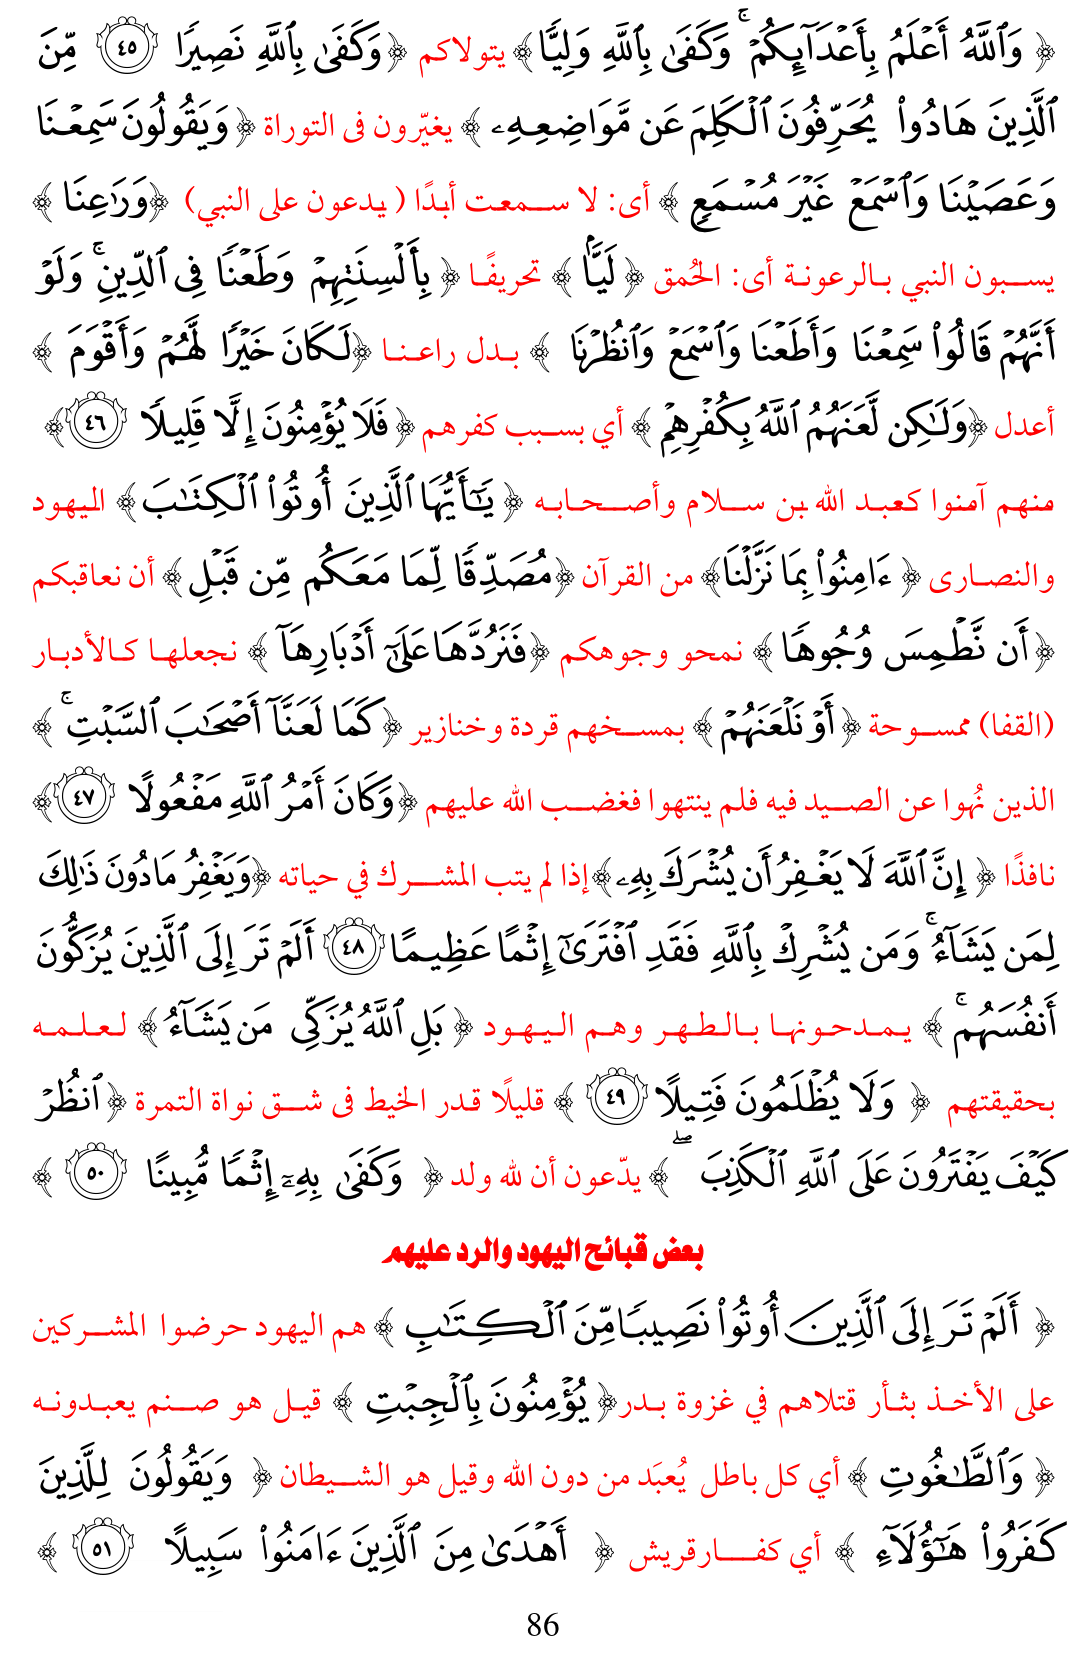 ﴿ وَٱللَّهُ أَعۡلَمُ بِأَعۡدَآئِكُمۡۚ وَكَفَىٰ بِٱللَّهِ وَلِيًّا﴾ يتولاكم ﴿وَكَفَىٰ بِٱللَّهِ نَصِيرًا ٤٥ مِّنَ
ٱلَّذِينَ هَادُواْ يُحَرِّفُونَ ٱلۡكَلِمَ عَن مَّوَاضِعِهِۦ ﴾ يغيّرون فى التوراة ﴿ وَيَقُولُونَ سَمِعۡنَا
وَعَصَيۡنَا وَٱسۡمَعۡ غَيۡرَ مُسۡمَعٖ ﴾ أى: لا سمعت أبدًا ( يدعون على النبي) ﴿وَرَٰعِنَا ﴾
يسبون النبي بالرعونة أى: الحُمق ﴿ لَيَّۢا ﴾ تحريفًا ﴿ بِأَلۡسِنَتِهِمۡ وَطَعۡنٗا فِى ٱلدِّينِۚ وَلَوۡ
أَنَّهُمۡ قَالُواْ سَمِعۡنَا وَأَطَعۡنَا وَٱسۡمَعۡ وَٱنظُرۡنَا ﴾ بدل راعنا ﴿لَكَانَ خَيۡرٗا لَّهُمۡ وَأَقۡوَمَ ﴾
أعدل ﴿وَلَٰكِن لَّعَنَهُمُ ٱللَّهُ بِكُفۡرِهِمۡ ﴾ أي بسبب كفرهم ﴿ فَلَا يُؤۡمِنُونَ إِلَّا قَلِيلٗا ٤٦ ﴾
منهم آمنوا كعبد الله بن سلام وأصحابه ﴿ يَٰٓأَيُّهَا ٱلَّذِينَ أُوتُواْ ٱلۡكِتَٰبَ﴾ اليهود
والنصارى ﴿ ءَامِنُواْ بِمَا نَزَّلۡنَا﴾ من القرآن ﴿مُصَدِّقٗا لِّمَا مَعَكُم مِّن قَبۡلِ ﴾ أن نعاقبكم
﴿ أَن نَّطۡمِسَ وُجُوهٗا ﴾ نمحو وجوهكم ﴿فَنَرُدَّهَا عَلَىٰٓ أَدۡبَارِهَآ ﴾ نجعلها كالأدبار
(القفا) ممسوحة ﴿ أَوۡ نَلۡعَنَهُمۡ ﴾ بمسخهم قردة وخنازير ﴿ كَمَا لَعَنَّآ أَصۡحَٰبَ ٱلسَّبۡتِۚ ﴾
الذين نُهوا عن الصيد فيه فلم ينتهوا فغضب الله عليهم ﴿وَكَانَ أَمۡرُ ٱللَّهِ مَفۡعُولًا ٤٧ ﴾
نافذًا ﴿ إِنَّ ٱللَّهَ لَا يَغۡفِرُ أَن يُشۡرَكَ بِهِۦ ﴾ إذا لم يتب المشرك في حياته ﴿وَيَغۡفِرُ مَا دُونَ ذَٰلِكَ
لِمَن يَشَآءُۚ وَمَن يُشۡرِكۡ بِٱللَّهِ فَقَدِ ٱفۡتَرَىٰٓ إِثۡمًا عَظِيمًا ٤٨ أَلَمۡ تَرَ إِلَى ٱلَّذِينَ يُزَكُّونَ
أَنفُسَهُمۚ ﴾ يمدحونها بالطهر وهم اليهود ﴿ بَلِ ٱللَّهُ يُزَكِّى مَن يَشَآءُ ﴾ لعلمه
بحقيقتهم ﴿ وَلَا يُظۡلَمُونَ فَتِيلًا ٤٩ ﴾ قليلًا قدر الخيط فى شق نواة التمرة ﴿ ٱنظُرۡ
كَيۡفَ يَفۡتَرُونَ عَلَى ٱللَّهِ ٱلۡكَذِبَۖ ﴾ يدّعون أن لله ولد ﴿ وَكَفَىٰ بِهِۦٓ إِثۡمٗا مُّبِينًا ٥٠ ﴾
بعض قبائح اليهود والرد عليهم
﴿ أَلَمۡ تَرَ إِلَى ٱلَّذِينَ أُوتُواْ نَصِيبٗا مِّنَ ٱلۡكِتَٰبِ ﴾ هم اليهود حرضوا المشركين
على الأخذ بثأر قتلاهم في غزوة بدر﴿ يُؤۡمِنُونَ بِٱلۡجِبۡتِ ﴾ قيل هو صنم يعبدونه
﴿ وَٱلطَّٰغُوتِ ﴾ أي كل باطل يُعبَد من دون الله وقيل هو الشيطان ﴿ وَيَقُولُونَ لِلَّذِينَ
كَفَرُواْ هَٰٓؤُلَآءِ ﴾ أي كفار قريش ﴿ أَهۡدَىٰ مِنَ ٱلَّذِينَ ءَامَنُواْ سَبِيلًا ٥١ ﴾
86